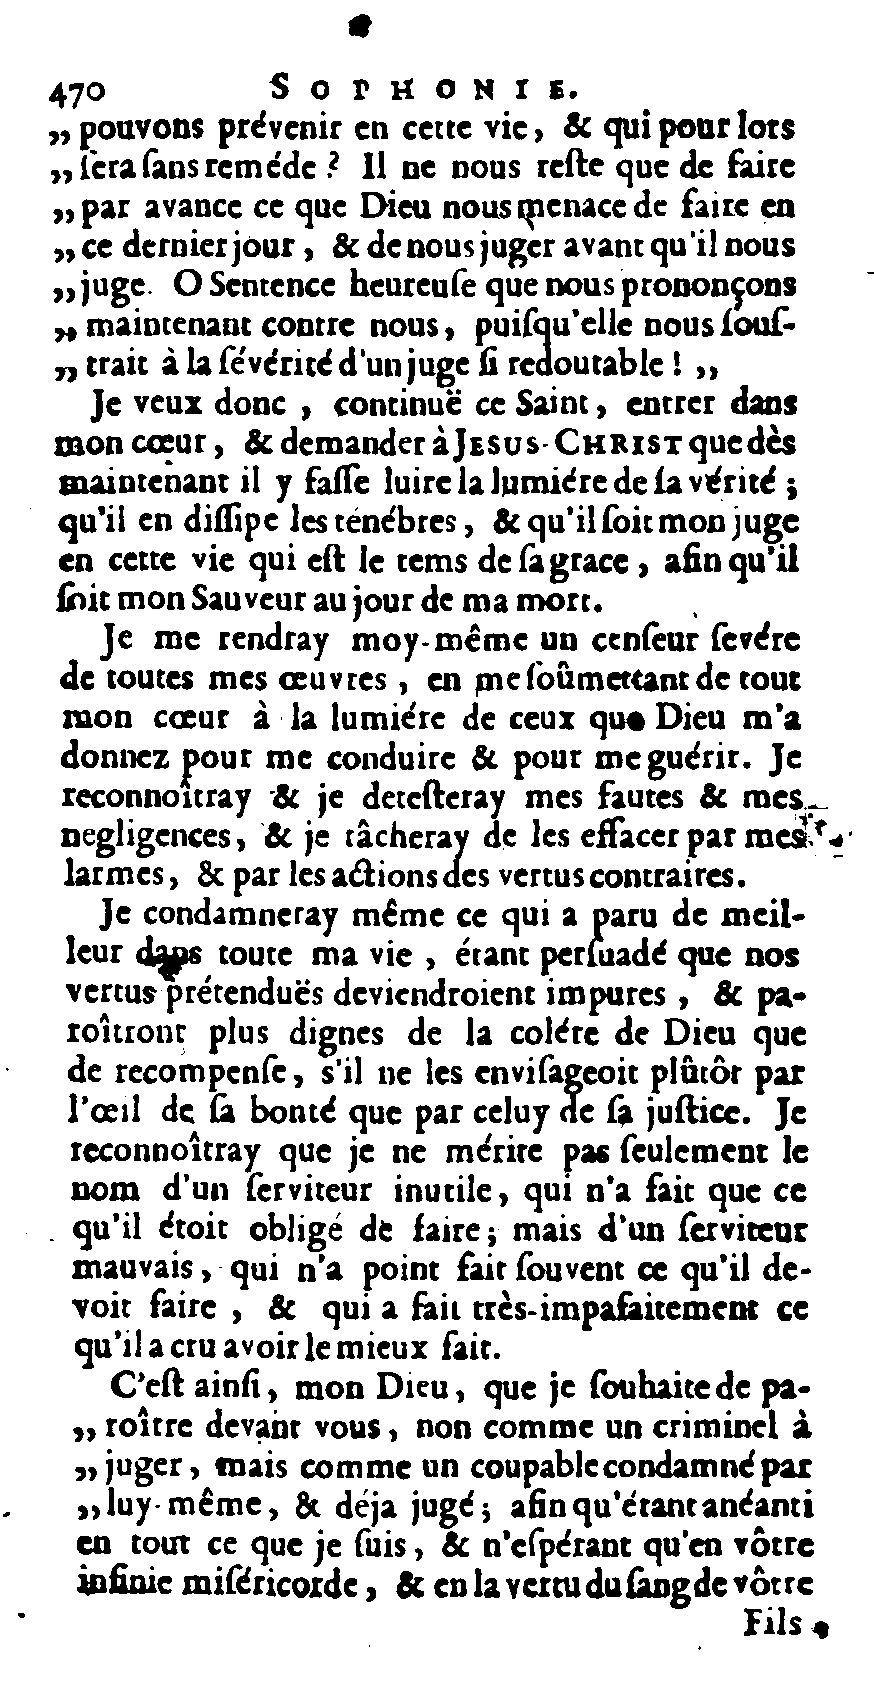 470 SOPHONIE.
„ pouvons prévenir en cette vie, & qui pour lors
„ ſera ſans reméde ? Il ne nous reſte que de faire
„ par avance ce que Dieu nous menace de faire en
„ ce dernier jour, & de nous juger avant qu'il nous
„ juge. O Sentence heureuſe que nous prononçons
„ maintenant contre nous, puiſqu'elle nous ſouſ-
„ trait à la ſévérité d'un juge ſi redoutable ! „
Je veux donc, continuë ce Saint, entrer dans
mon cœur, & demander à JESUS-CHRIST que dès
maintenant il y faſſe luire la lumiére de ſa vérité ;
qu'il en diſſipe les ténébres, & qu'il ſoit mon juge
en cette vie qui eſt le tems de ſa grace, afin qu'il
ſoit mon Sauveur au jour de ma mort.
Je me rendray moy-même un cenſeur ſevére
de toutes mes œuvres, en me ſoûmettant de tout
mon cœur à la lumiére de ceux que Dieu m'a
donnez pour me conduire & pour me guérir. Je
reconnoîtray & je deteſteray mes fautes & mes
negligences, & je tâcheray de les effacer par mes
larmes, & par les actions des vertus contraires.
Je condamneray même ce qui a paru de meil-
leur dans toute ma vie, étant perſuadé que nos
vertus prétenduës deviendroient impures, & pa-
roîtront plus dignes de la colére de Dieu que
de recompenſe, s'il ne les enviſageoit plûtôt par
l'œil de ſa bonté que par celuy de ſa juſtice. Je
reconnoîtray que je ne mérite pas ſeulement le
nom d'un ſerviteur inutile, qui n'a fait que ce
qu'il étoit obligé de faire ; mais d'un ſerviteur
mauvais, qui n'a point fait ſouvent ce qu'il de-
voit faire, & qui a fait très-impafaitement ce
qu'il a cru avoir le mieux fait.
C'eſt ainſi, mon Dieu, que je ſouhaite de pa-
„ roître devant vous, non comme un criminel à
„ juger, mais comme un coupable condamné par
„ luy-même, & déja jugé ; afin qu'étant anéanti
en tout ce que je ſuis, & n'eſpérant qu'en vôtre
infinie miſéricorde, & en la vertu du ſang de vôtre
Fils